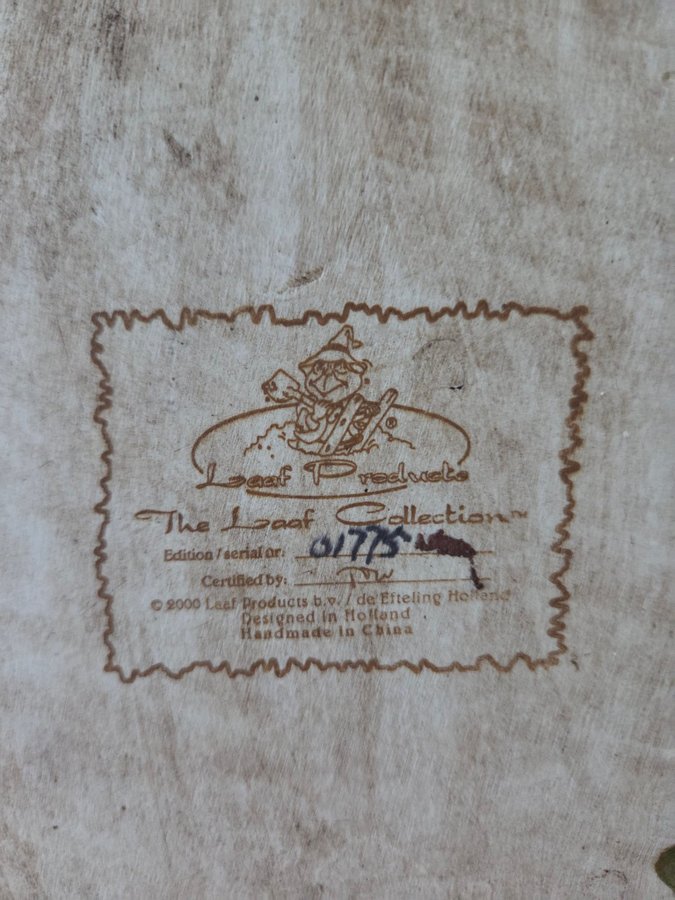 Laaf Products
The Laaf Collection™
Edition / serial nr: 01775
Certified by:
© 2000 Laaf Products b.v. / de Efteling Holland
Designed in Holland
Handmade in China